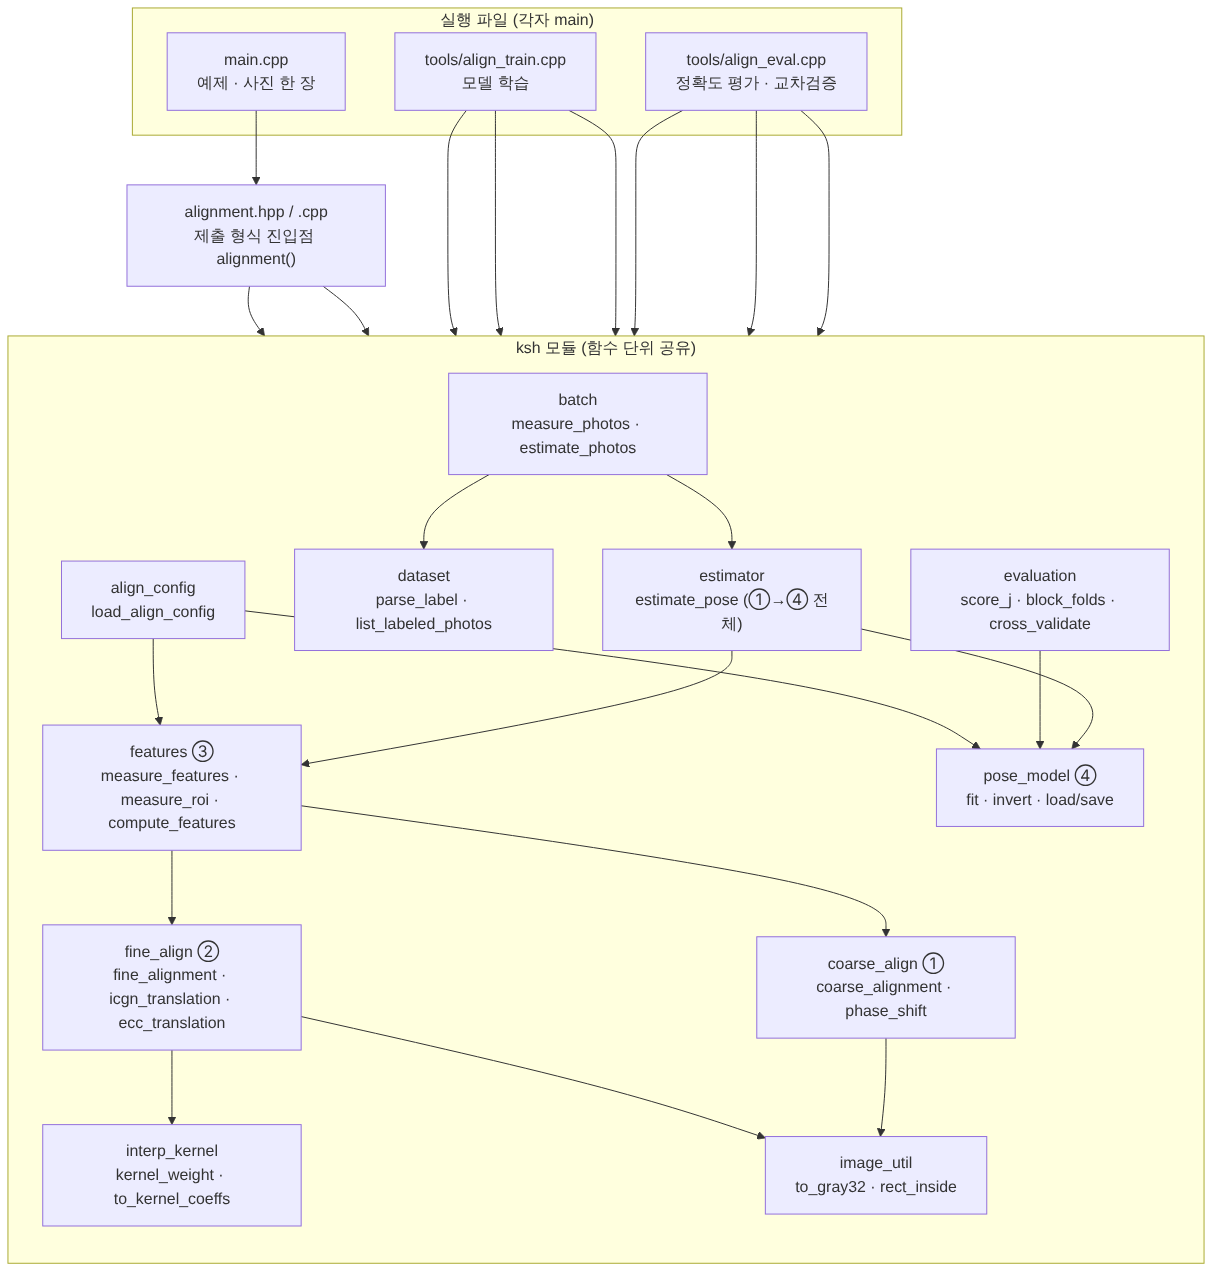 실행 파일 (각자 main)
main.cpp
예제 · 사진 한 장
tools/align_train.cpp
모델 학습
tools/align_eval.cpp
정확도 평가 · 교차검증
alignment.hpp / .cpp
제출 형식 진입점
alignment()
ksh 모듈 (함수 단위 공유)
batch
measure_photos ·
estimate_photos
align_config
load_align_config
dataset
parse_label ·
list_labeled_photos
estimator
estimate_pose (①→④ 전
체)
evaluation
score_j · block_folds ·
cross_validate
features ③
measure_features ·
measure_roi ·
compute_features
pose_model ④
fit · invert · load/save
fine_align ②
fine_alignment ·
icgn_translation ·
ecc_translation
coarse_align ①
coarse_alignment ·
phase_shift
interp_kernel
kernel_weight ·
to_kernel_coeffs
image_util
to_gray32 · rect_inside